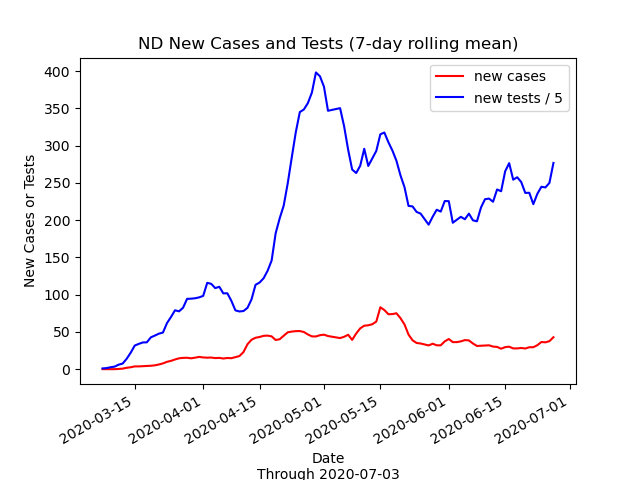 ND New Cases and Tests (7-day rolling mean)
new cases
new tests / 5
New Cases or Tests
400
350
300
250
200
150
100
50
0
2020-03-15
2020-04-01
2020-04-15
2020-05-01
2020-05-15
2020-06-01
2020-06-15
2020-07-01
Date
Through 2020-07-03